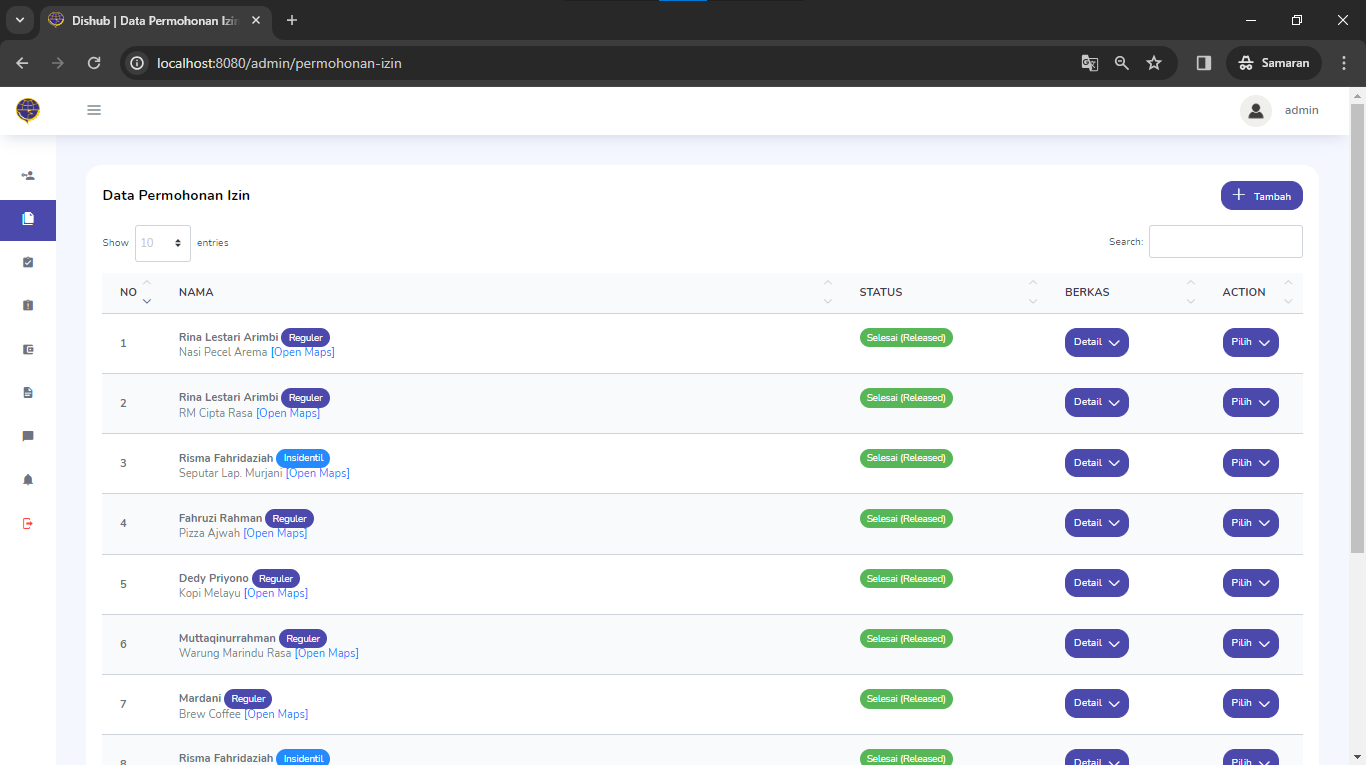 Dishub | Data Permohonan Izin
localhost:8080/admin/permohonan-izin
Samaran
admin
Data Permohonan Izin
Tambah
Show 10 entries
Search:
NO NAMA STATUS BERKAS ACTION
1 Rina Lestari Arimbi Reguler Selesai (Released) Detail Pilih
Nasi Pecel Arema [Open Maps]
2 Rina Lestari Arimbi Reguler Selesai (Released) Detail Pilih
RM Cipta Rasa [Open Maps]
3 Risma Fahridaziah Insidentil Selesai (Released) Detail Pilih
Seputar Lap. Murjani [Open Maps]
4 Fahruzi Rahman Reguler Selesai (Released) Detail Pilih
Pizza Ajwah [Open Maps]
5 Dedy Priyono Reguler Selesai (Released) Detail Pilih
Kopi Melayu [Open Maps]
6 Muttaqinurrahman Reguler Selesai (Released) Detail Pilih
Warung Marindu Rasa [Open Maps]
7 Mardani Reguler Selesai (Released) Detail Pilih
Brew Coffee [Open Maps]
8 Risma Fahridaziah Insidentil Selesai (Released) Detail Pilih